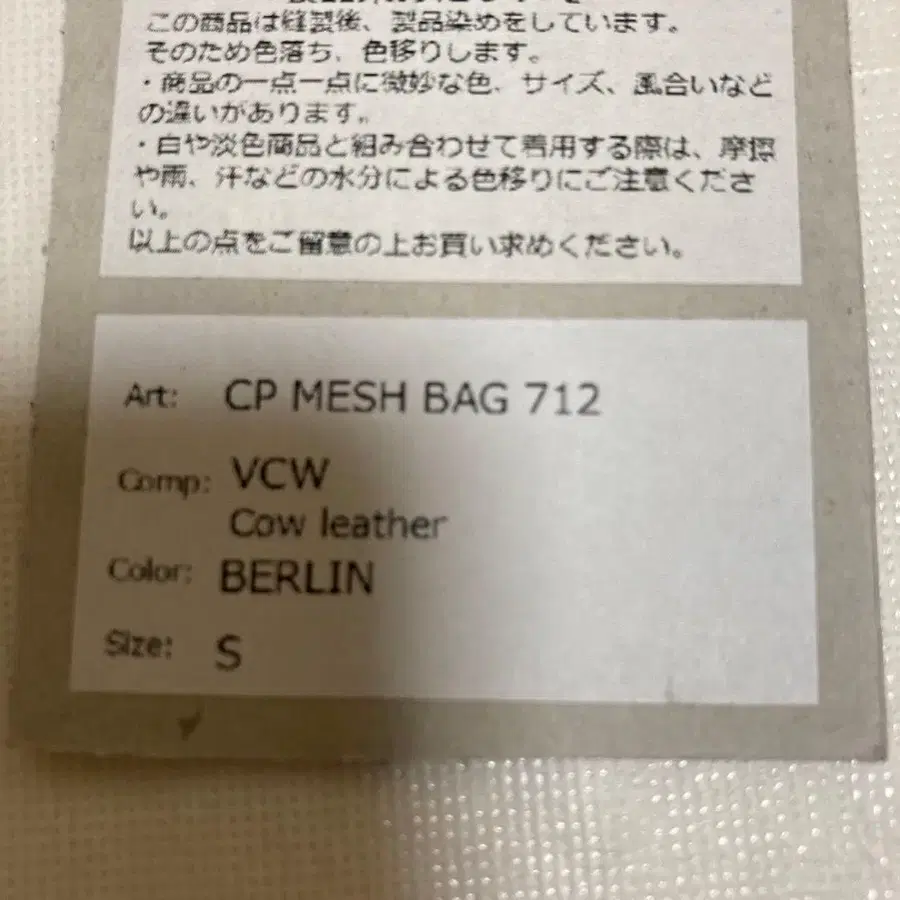 この商品は縫製後、製品染めをしています。
そのため色落ち、色移りします。
・商品の一点一点に微妙な色、サイズ、風合いなど
の違いがあります。
・白や淡色商品と組み合わせて着用する際は、摩擦
や雨、汗などの水分による色移りにご注意くださ
い。
以上の点をご留意の上お買い求めください。
Art: CP MESH BAG 712
Comp: VCW
Cow leather
Color: BERLIN
Size: S